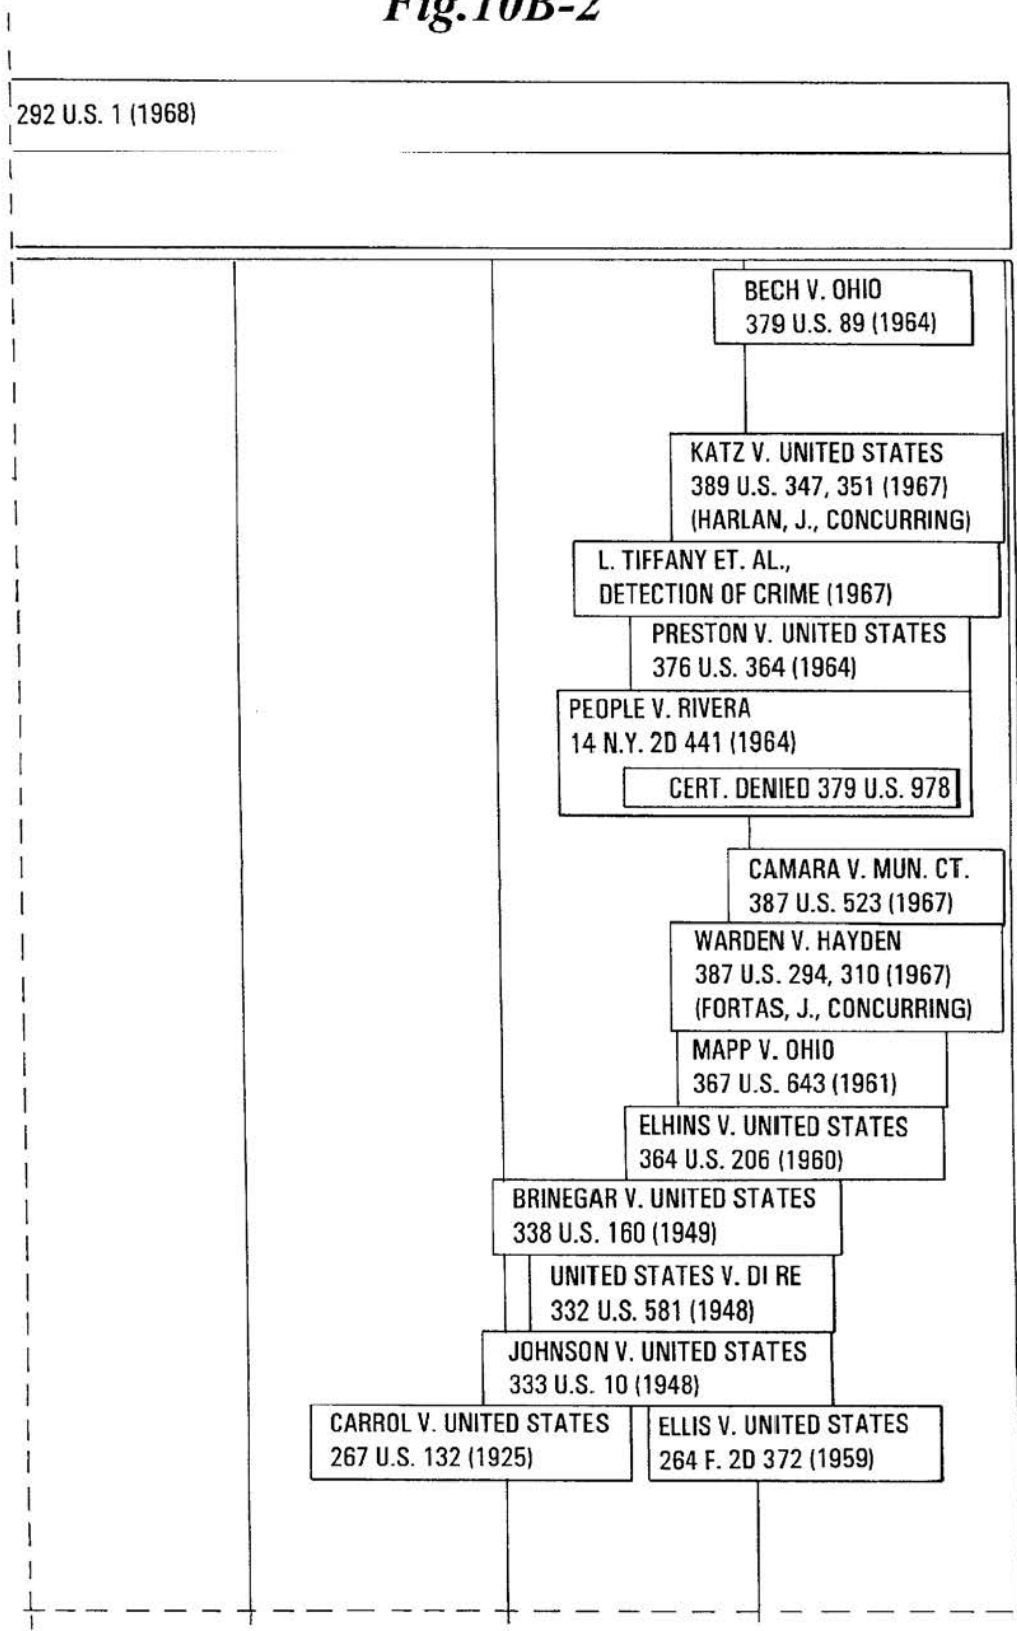 Fig.10B-2
292 U.S. 1 (1968)
BECH V. OHIO
379 U.S. 89 (1964)
KATZ V. UNITED STATES
389 U.S. 347, 351 (1967)
(HARLAN, J., CONCURRING)
L. TIFFANY ET. AL.,
DETECTION OF CRIME (1967)
PRESTON V. UNITED STATES
376 U.S. 364 (1964)
PEOPLE V. RIVERA
14 N.Y. 2D 441 (1964)
CERT. DENIED 379 U.S. 978
CAMARA V. MUN. CT.
387 U.S. 523 (1967)
WARDEN V. HAYDEN
387 U.S. 294, 310 (1967)
(FORTAS, J., CONCURRING)
MAPP V. OHIO
367 U.S. 643 (1961)
ELHINS V. UNITED STATES
364 U.S. 206 (1960)
BRINEGAR V. UNITED STATES
338 U.S. 160 (1949)
UNITED STATES V. DI RE
332 U.S. 581 (1948)
JOHNSON V. UNITED STATES
333 U.S. 10 (1948)
CARROL V. UNITED STATES
267 U.S. 132 (1925)
ELLIS V. UNITED STATES
264 F. 2D 372 (1959)